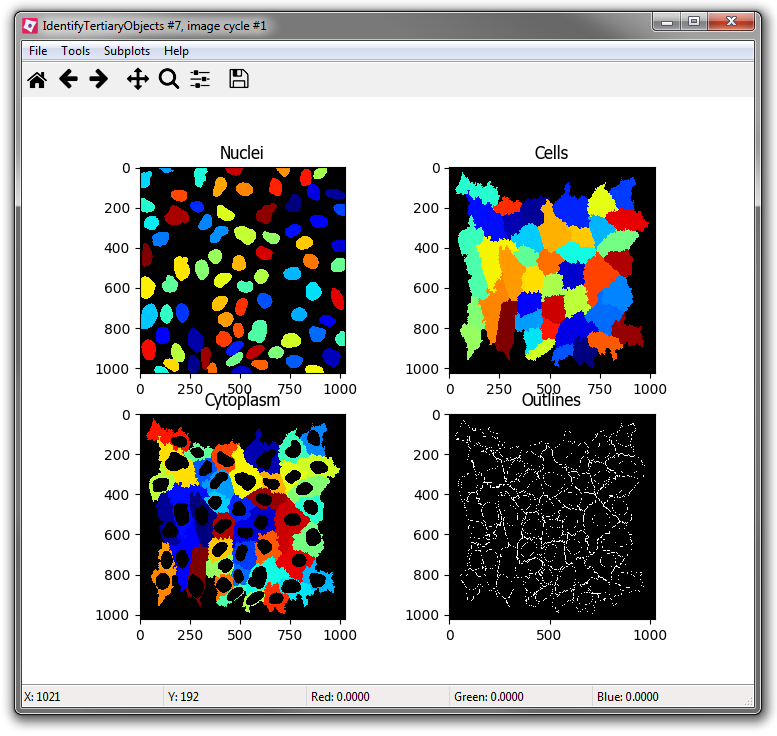 IdentifyTertiaryObjects #7, image cycle #1
File Tools Subplots Help
Nuclei
0
200
400
600
800
1000
0 250 500 750 1000
Cells
0
200
400
600
800
1000
0 250 500 750 1000
Cytoplasm
0
200
400
600
800
1000
0 250 500 750 1000
Outlines
0
200
400
600
800
1000
0 500 1000
X: 1021 Y: 192 Red: 0.0000 Green: 0.0000 Blue: 0.0000